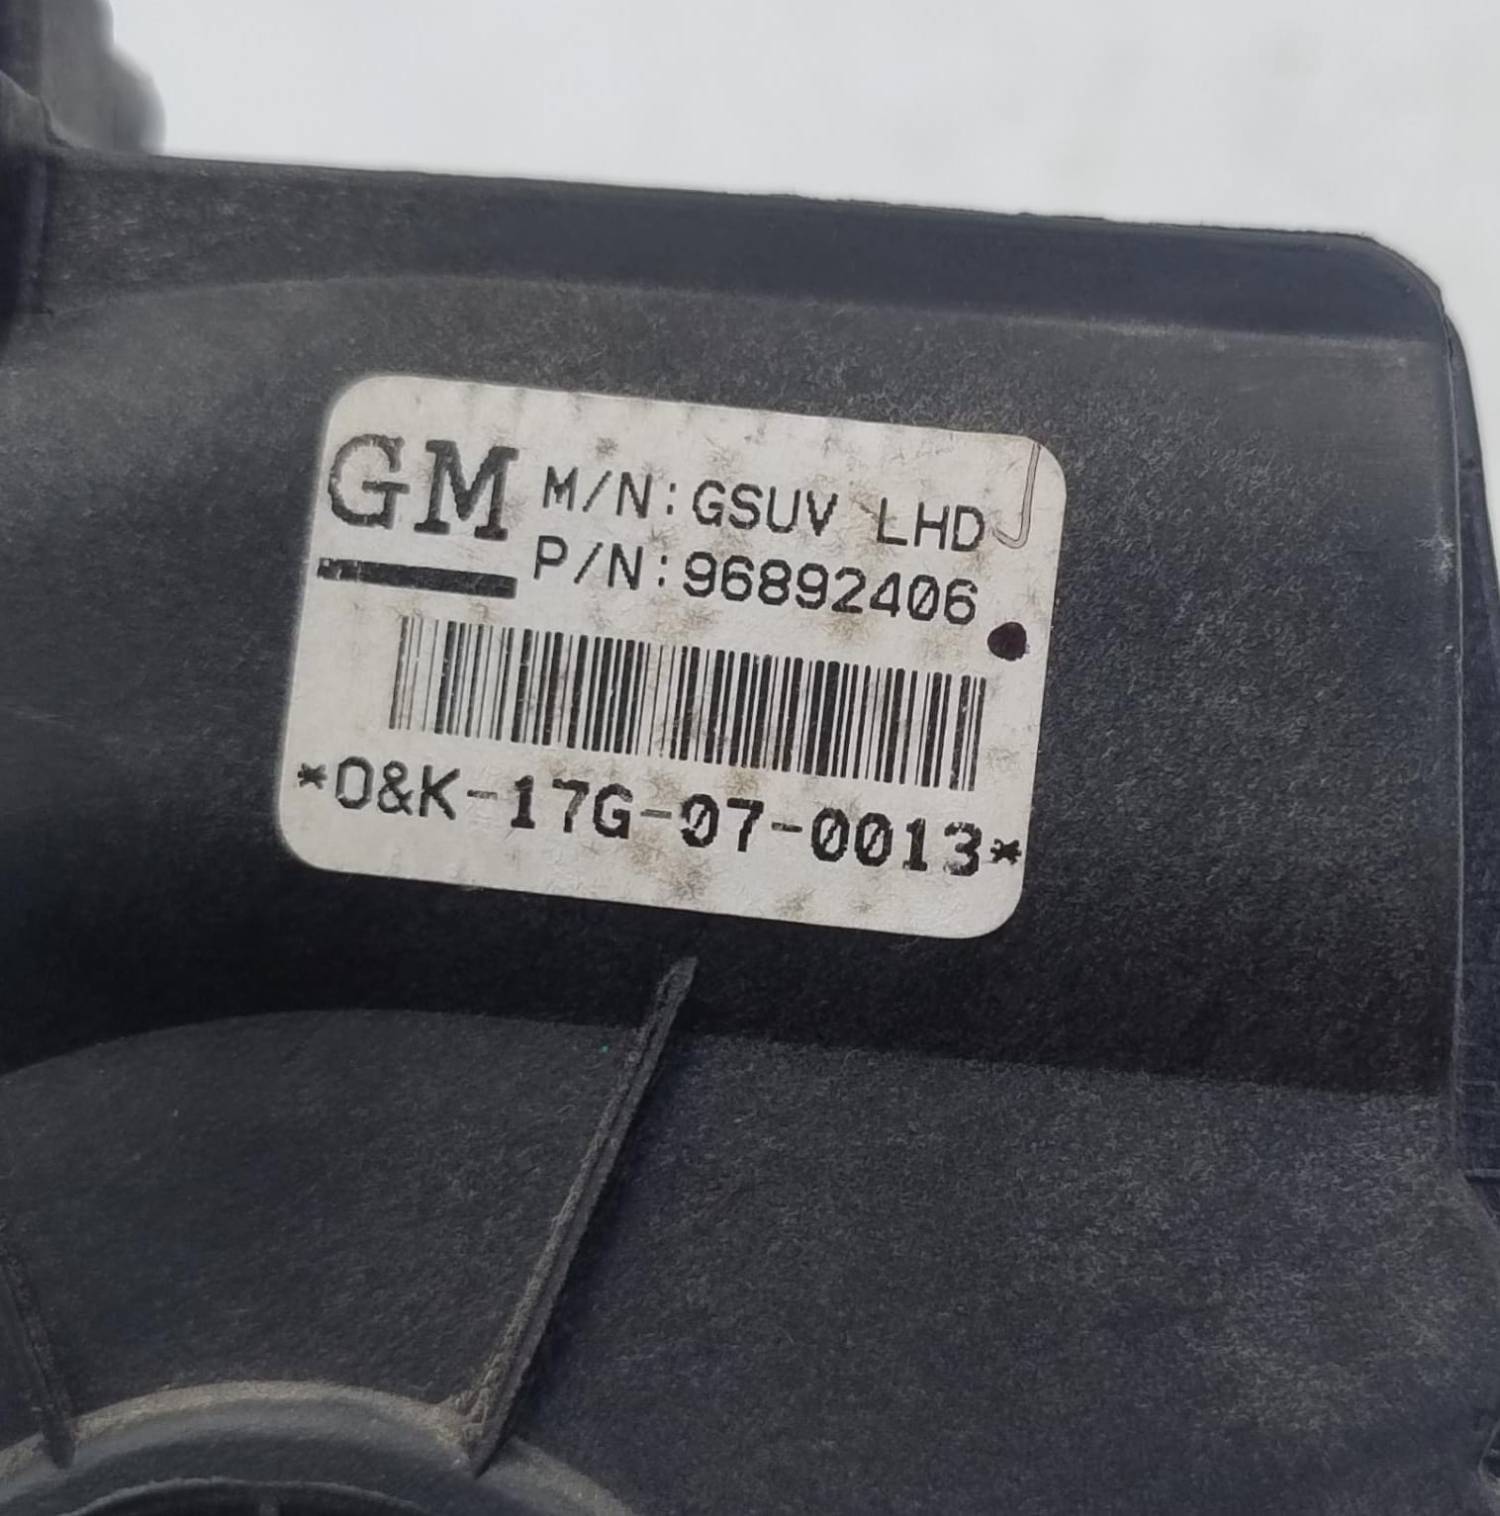 GM
M/N:GSUV LHD
P/N:96892406
*O&K-17G-07-0013*